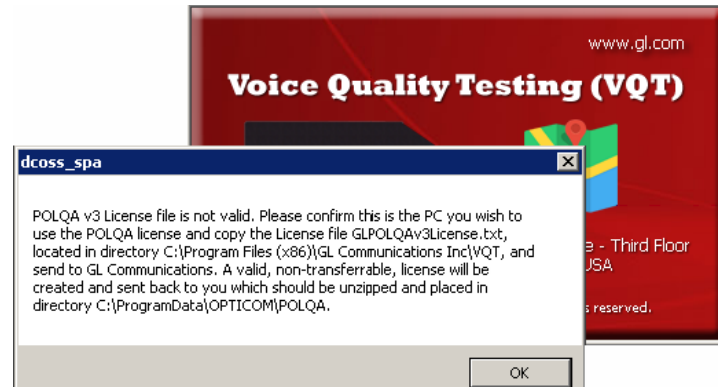 www.gl.com
Voice Quality Testing (VQT)
dcoss_spa
POLQA v3 License file is not valid. Please confirm this is the PC you wish to
use the POLQA license and copy the License file GLPOLQAv3License.txt,
located in directory C:\Program Files (x86)\GL Communications Inc\VQT, and
send to GL Communications. A valid, non-transferrable, license will be
created and sent back to you which should be unzipped and placed in
directory C:\ProgramData\OPTICOM\POLQA.
OK
- Third Floor
USA
s reserved.